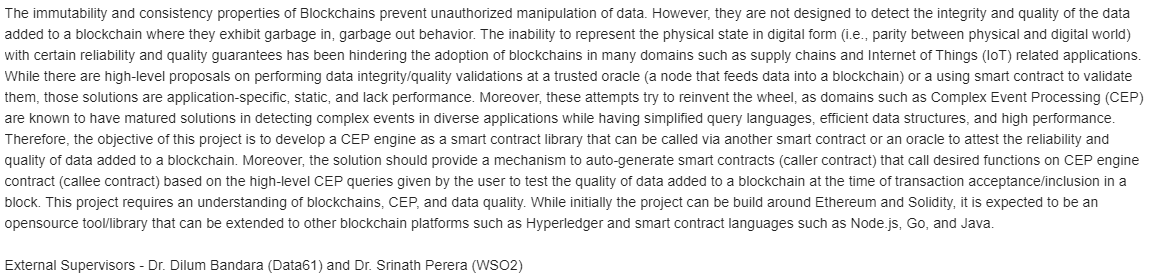 The immutability and consistency properties of Blockchains prevent unauthorized manipulation of data. However, they are not designed to detect the integrity and quality of the data
added to a blockchain where they exhibit garbage in, garbage out behavior. The inability to represent the physical state in digital form (i.e., parity between physical and digital world)
with certain reliability and quality guarantees has been hindering the adoption of blockchains in many domains such as supply chains and Internet of Things (IoT) related applications.
While there are high-level proposals on performing data integrity/quality validations at a trusted oracle (a node that feeds data into a blockchain) or a using smart contract to validate
them, those solutions are application-specific, static, and lack performance. Moreover, these attempts try to reinvent the wheel, as domains such as Complex Event Processing (CEP)
are known to have matured solutions in detecting complex events in diverse applications while having simplified query languages, efficient data structures, and high performance.
Therefore, the objective of this project is to develop a CEP engine as a smart contract library that can be called via another smart contract or an oracle to attest the reliability and
quality of data added to a blockchain. Moreover, the solution should provide a mechanism to auto-generate smart contracts (caller contract) that call desired functions on CEP engine
contract (callee contract) based on the high-level CEP queries given by the user to test the quality of data added to a blockchain at the time of transaction acceptance/inclusion in a
block. This project requires an understanding of blockchains, CEP, and data quality. While initially the project can be build around Ethereum and Solidity, it is expected to be an
opensource tool/library that can be extended to other blockchain platforms such as Hyperledger and smart contract languages such as Node.js, Go, and Java.
External Supervisors - Dr. Dilum Bandara (Data61) and Dr. Srinath Perera (WSO2)